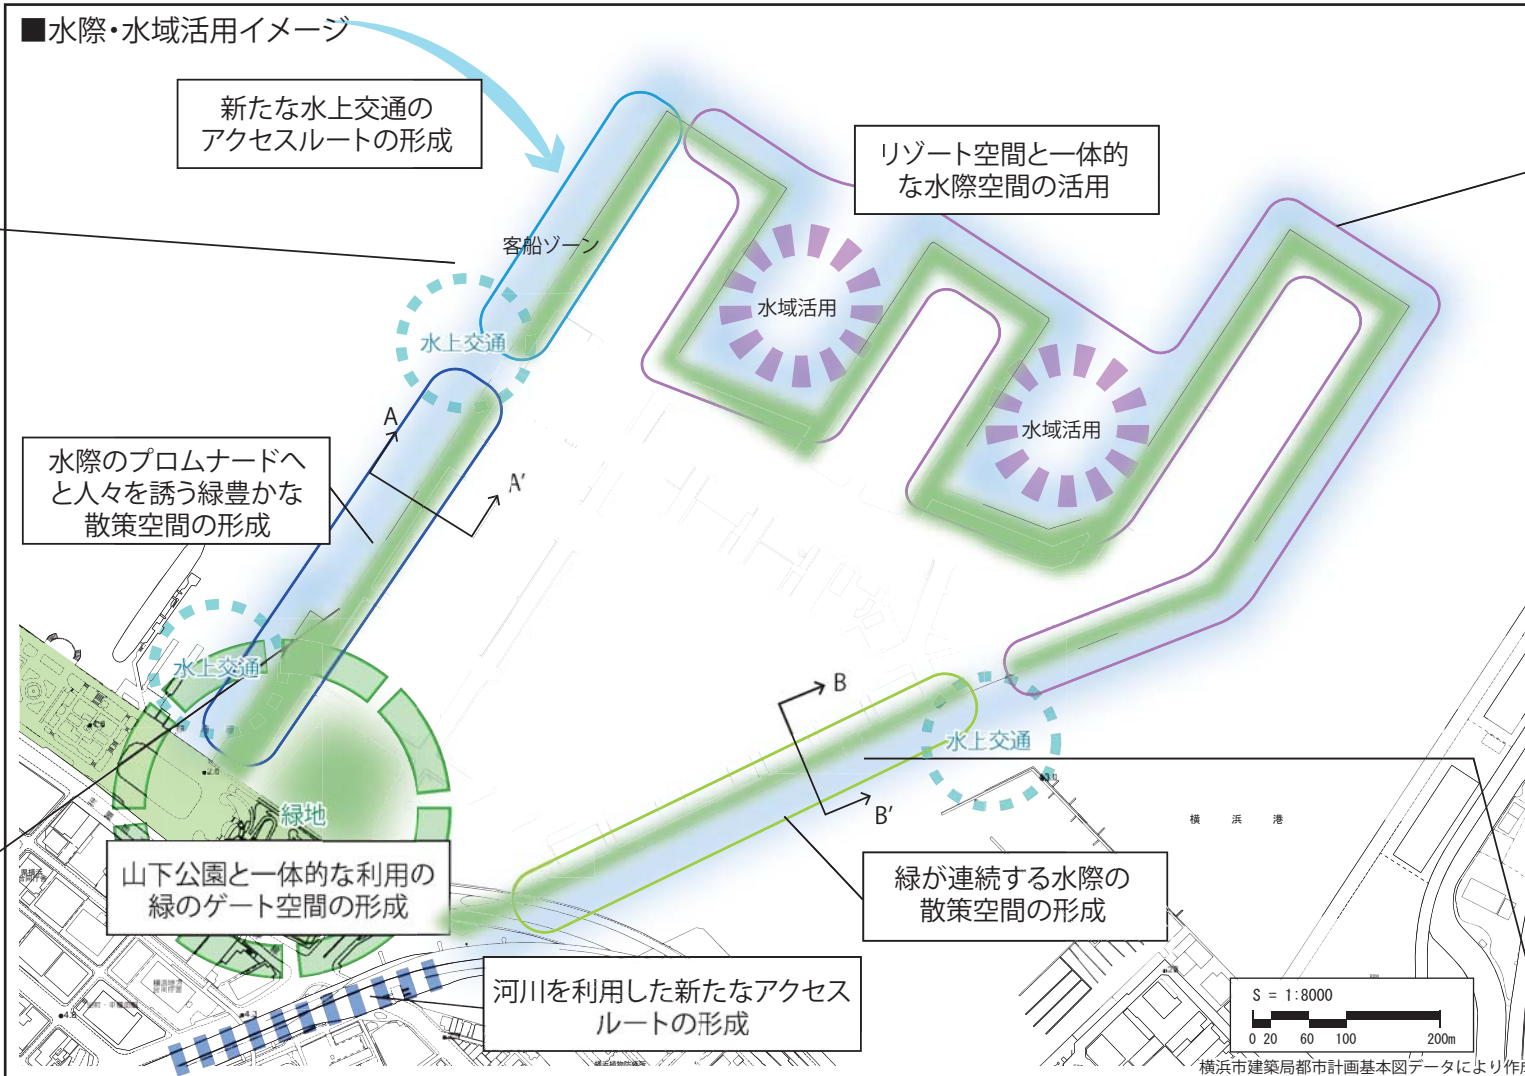 ■水際・水域活用イメージ
新たな水上交通の
アクセスルートの形成
リゾート空間と一体的
な水際空間の活用
客船ゾーン
水域活用
水上交通
水域活用
A
A'
水際のプロムナードへ
と人々を誘う緑豊かな
散策空間の形成
水上交通
B
水上交通
B'
緑地
横浜港
山下公園と一体的な利用の
緑のゲート空間の形成
緑が連続する水際の
散策空間の形成
河川を利用した新たなアクセス
ルートの形成
S = 1:8000
0 20 60 100 200m
横浜市建築局都市計画基本図データにより作成